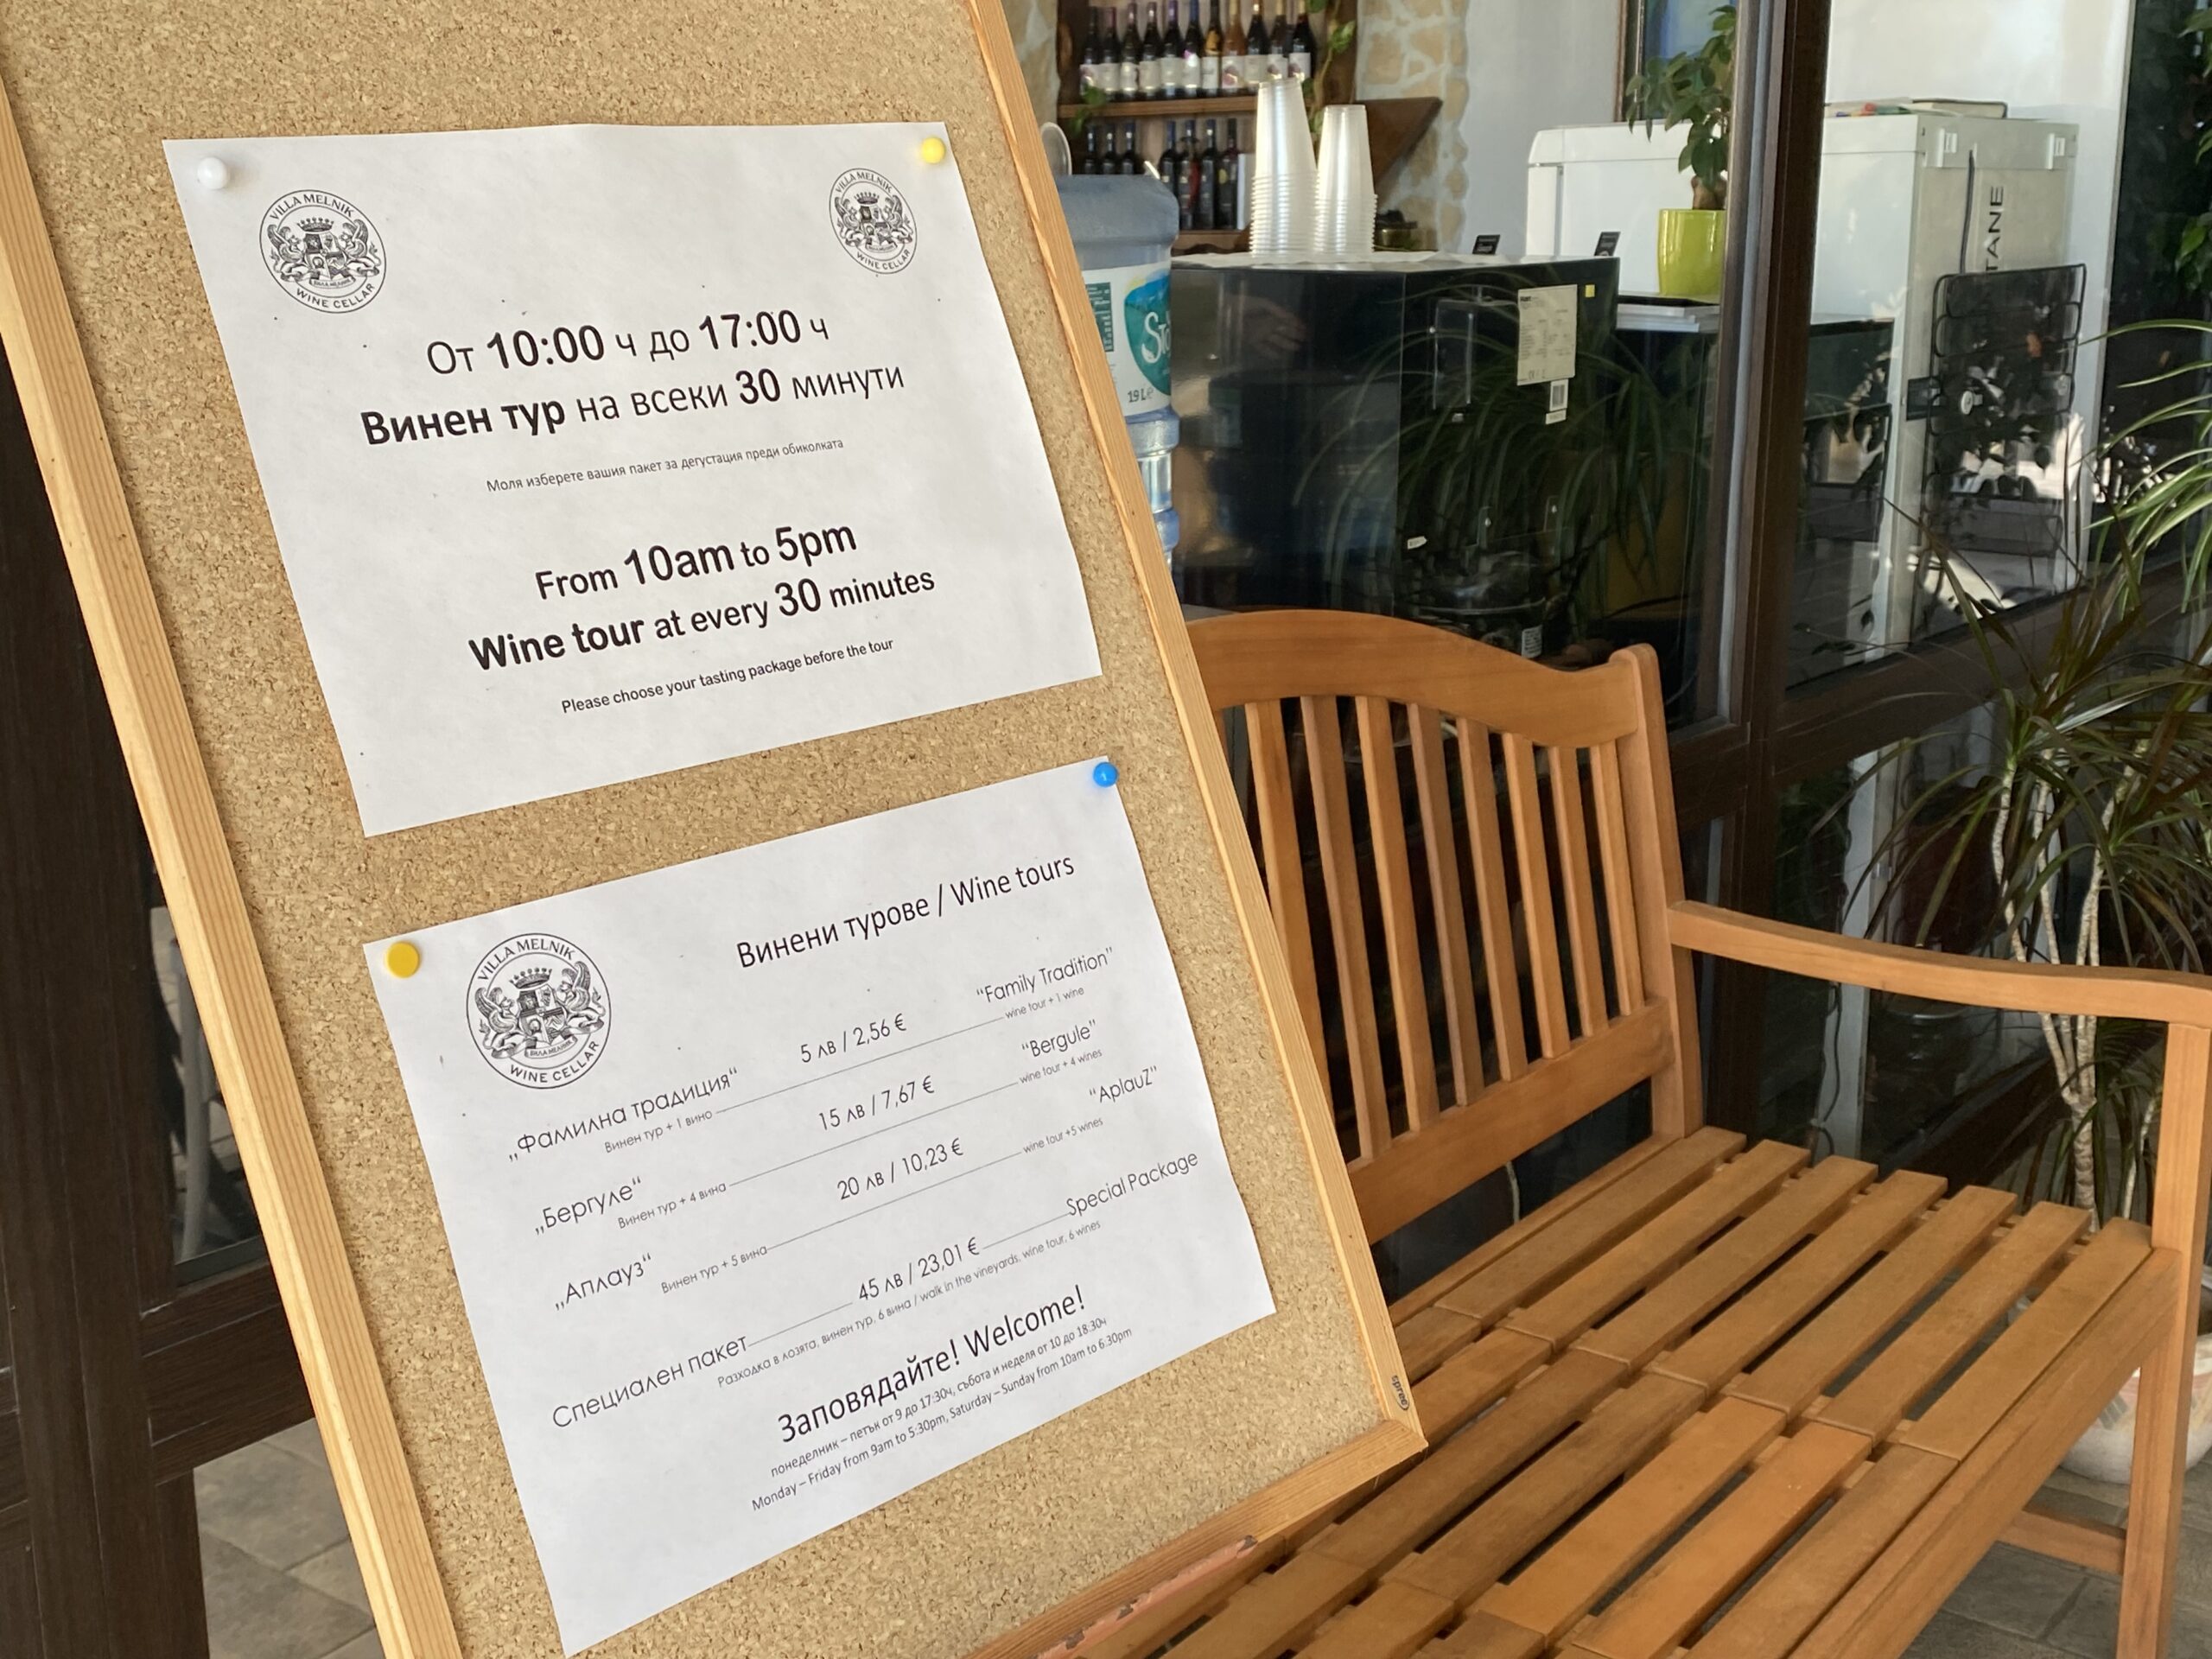 VILLA MELNIK
WINE CELLAR
VILLA MELNIK
WINE CELLAR
От 10:00 ч до 17:00 ч
Винен тур на всеки 30 минути
Моля изберете вашия пакет за дегустация преди обиколката
From 10am to 5pm
Wine tour at every 30 minutes
Please choose your tasting package before the tour
VILLA MELNIK
ВИЛА МЕЛНИК
WINE CELLAR
Винени турове / Wine tours
„Фамилна традиция“ 5 лв / 2,56 € “Family Tradition”
Винен тур + 1 вино wine tour + 1 wine
„Бергуле“ 15 лв / 7,67 € “Bergule”
Винен тур + 4 вина wine tour + 4 wines
„Аплауз“ 20 лв / 10,23 € “AplauZ”
Винен тур + 5 вина wine tour +5 wines
Специален пакет 45 лв / 23,01 € Special Package
Разходка в лозята, винен тур, 6 вина / walk in the vineyards, wine tour, 6 wines
Заповядайте! Welcome!
понеделник – петък от 9 до 17:30ч, събота и неделя от 10 до 18:30ч
Monday – Friday from 9am to 5:30pm, Saturday – Sunday from 10am to 6:30pm
spree
19L
TANE